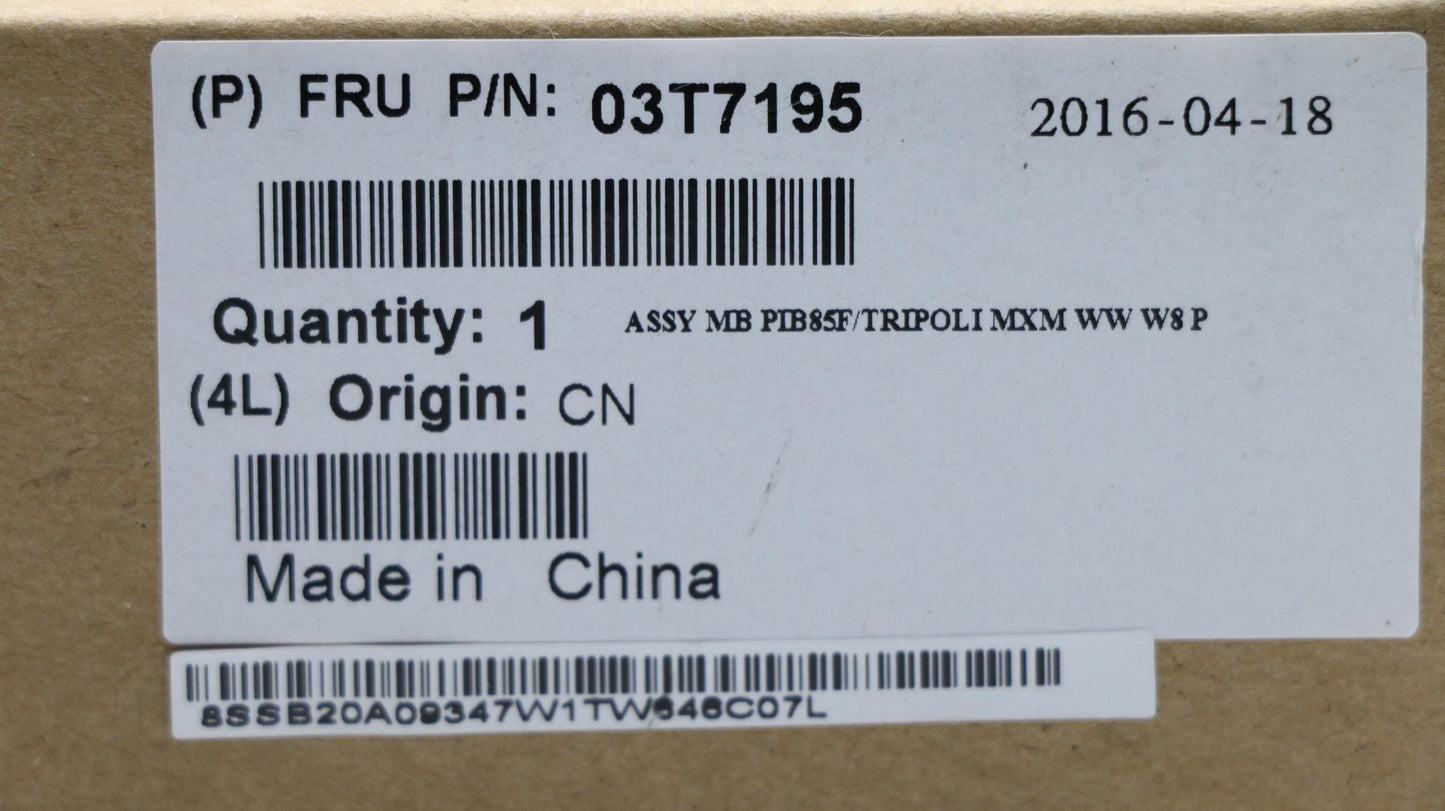 (P) FRU P/N: 03T7195 2016-04-18
Quantity: 1 ASSY MB PIB85F/TRIPOLI MXM WW W8 P
(4L) Origin: CN
Made in China
8SSB20A09347W1TW646C07L